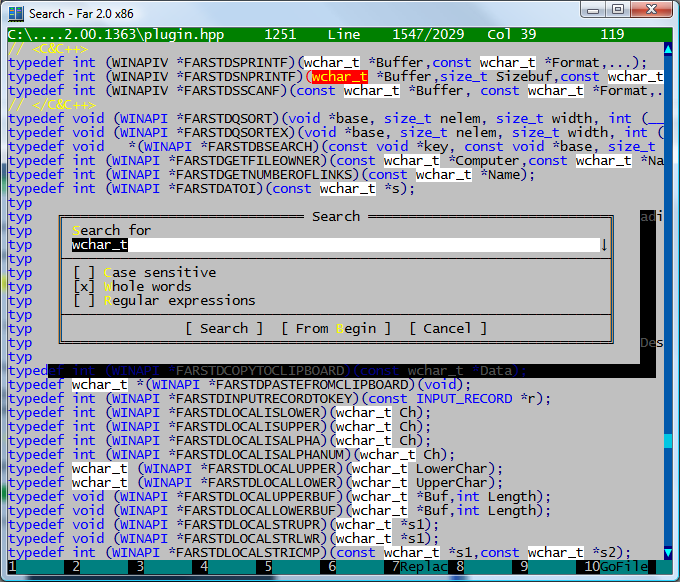 Search - Far 2.0 x86
C:\....2.00.1363\plugin.hpp 1251 Line 1547/2029 Col 39 119
// <C&C++>
typedef int (WINAPIV *FARSTDSPRINTF)(wchar_t *Buffer,const wchar_t *Format,...);
typedef int (WINAPIV *FARSTDSNPRINTF)(wchar_t *Buffer,size_t Sizebuf,const wchar_t
typedef int (WINAPIV *FARSTDSSCANF)(const wchar_t *Buffer, const wchar_t *Format,.
// </C&C++>
typedef void (WINAPI *FARSTDQSORT)(void *base, size_t nelem, size_t width, int (__
typedef void (WINAPI *FARSTDQSORTEX)(void *base, size_t nelem, size_t width, int (
typedef void *(WINAPI *FARSTDBSEARCH)(const void *key, const void *base, size_t
typedef int (WINAPI *FARSTDGETFILEOWNER)(const wchar_t *Computer,const wchar_t *Na
typedef int (WINAPI *FARSTDGETNUMBEROFLINKS)(const wchar_t *Name);
typedef int (WINAPI *FARSTDATOI)(const wchar_t *s);
typ
typ adi
typ Search
typ Search for
typ wchar_t ↓
typ
typ [ ] Case sensitive
typ [x] Whole words
typ [ ] Regular expressions
typ
typ [ Search ] [ From Begin ] [ Cancel ]
typ Des
typ
typedef int (WINAPI *FARSTDCOPYTOCLIPBOARD)(const wchar_t *Data);
typedef wchar_t *(WINAPI *FARSTDPASTEFROMCLIPBOARD)(void);
typedef int (WINAPI *FARSTDINPUTRECORDTOKEY)(const INPUT_RECORD *r);
typedef int (WINAPI *FARSTDLOCALISLOWER)(wchar_t Ch);
typedef int (WINAPI *FARSTDLOCALISUPPER)(wchar_t Ch);
typedef int (WINAPI *FARSTDLOCALISALPHA)(wchar_t Ch);
typedef int (WINAPI *FARSTDLOCALISALPHANUM)(wchar_t Ch);
typedef wchar_t (WINAPI *FARSTDLOCALUPPER)(wchar_t LowerChar);
typedef wchar_t (WINAPI *FARSTDLOCALLOWER)(wchar_t UpperChar);
typedef void (WINAPI *FARSTDLOCALUPPERBUF)(wchar_t *Buf,int Length);
typedef void (WINAPI *FARSTDLOCALLOWERBUF)(wchar_t *Buf,int Length);
typedef void (WINAPI *FARSTDLOCALSTRUPR)(wchar_t *s1);
typedef void (WINAPI *FARSTDLOCALSTRLWR)(wchar_t *s1);
typedef int (WINAPI *FARSTDLOCALSTRICMP)(const wchar_t *s1,const wchar_t *s2);
1 2 3 4 5 6 7Replac 8 9 10GoFile